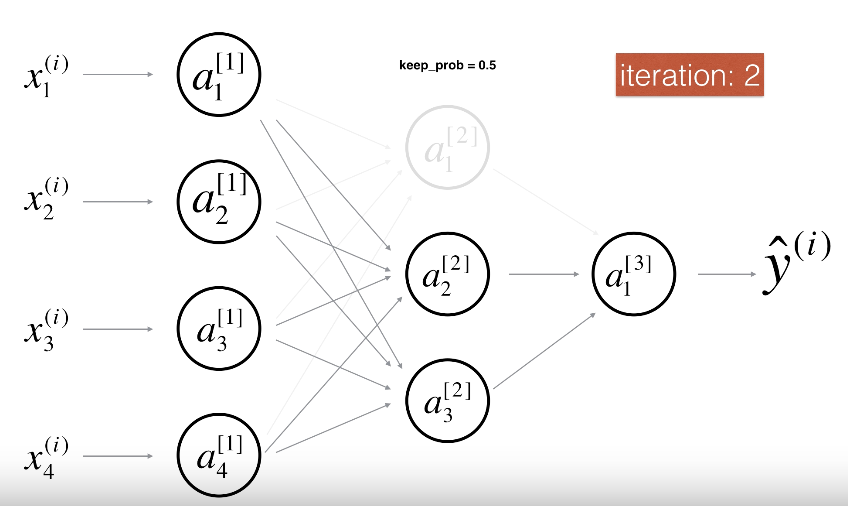 keep_prob = 0.5
iteration: 2
x₁⁽ⁱ⁾
a₁^[1]
a₁^[2]
x₂⁽ⁱ⁾
a₂^[1]
a₂^[2]
a₁^[3]
ŷ⁽ⁱ⁾
x₃⁽ⁱ⁾
a₃^[1]
a₃^[2]
x₄⁽ⁱ⁾
a₄^[1]